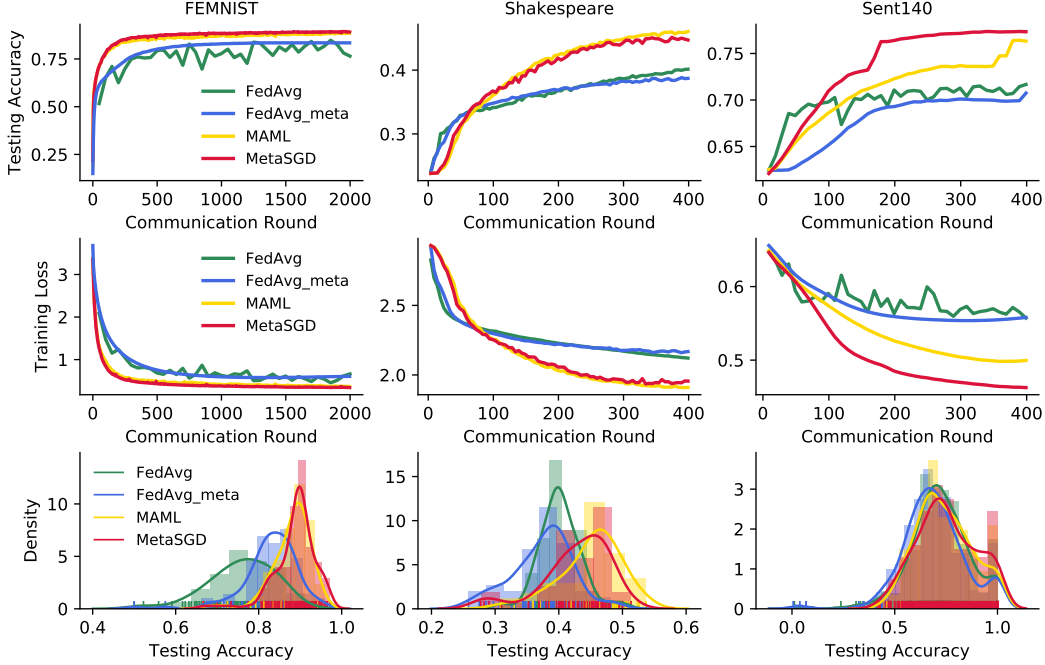 FEMNIST Shakespeare Sent140
Testing Accuracy
0.75
0.50
0.25
FedAvg
FedAvg_meta
MAML
MetaSGD
0 500 1000 1500 2000
Communication Round
0.4
0.3
0 100 200 300 400
Communication Round
0.75
0.70
0.65
0 100 200 300 400
Communication Round
Training Loss
3
2
1
FedAvg
FedAvg_meta
MAML
MetaSGD
0 500 1000 1500 2000
Communication Round
2.5
2.0
0 100 200 300 400
Communication Round
0.6
0.5
0 100 200 300 400
Communication Round
Density
10
5
0
FedAvg
FedAvg_meta
MAML
MetaSGD
0.4 0.6 0.8 1.0
Testing Accuracy
15
10
5
0
0.2 0.3 0.4 0.5 0.6
Testing Accuracy
3
2
1
0
0.0 0.5 1.0
Testing Accuracy